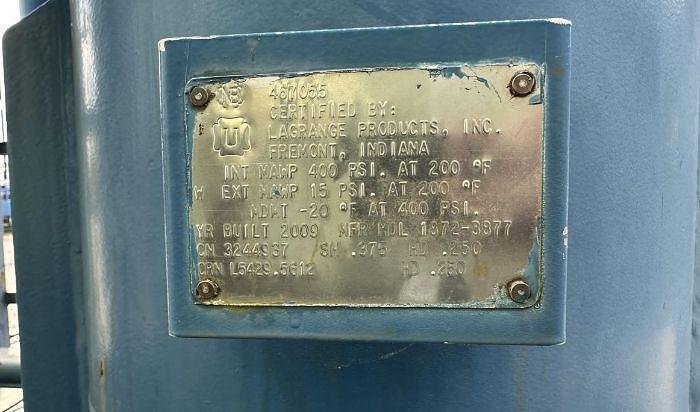 NB 467055
CERTIFIED BY:
U LAGRANGE PRODUCTS, INC.
FREMONT, INDIANA
INT MAWP 400 PSI. AT 200 °F
W EXT MAWP 15 PSI. AT 200 °F
MDMT -20 °F AT 400 PSI.
YR BUILT 2009 MFR MDL 1872-3877
CN 3244937 SH .375 HD .250
CRN L5429.5612 HD .250